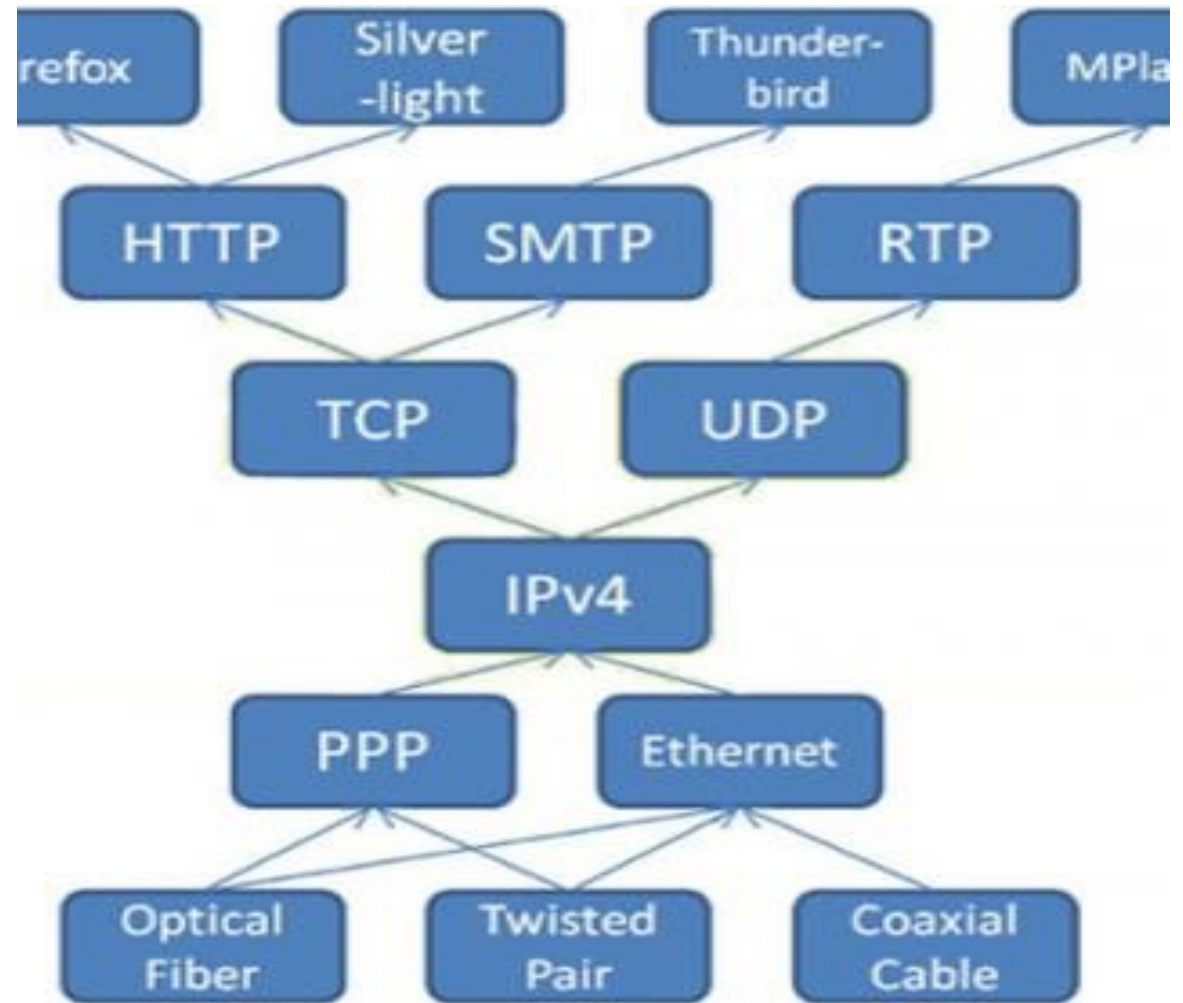 refox
Silver
-light
Thunder-
bird
MPla
HTTP
SMTP
RTP
TCP
UDP
IPv4
PPP
Ethernet
Optical
Fiber
Twisted
Pair
Coaxial
Cable